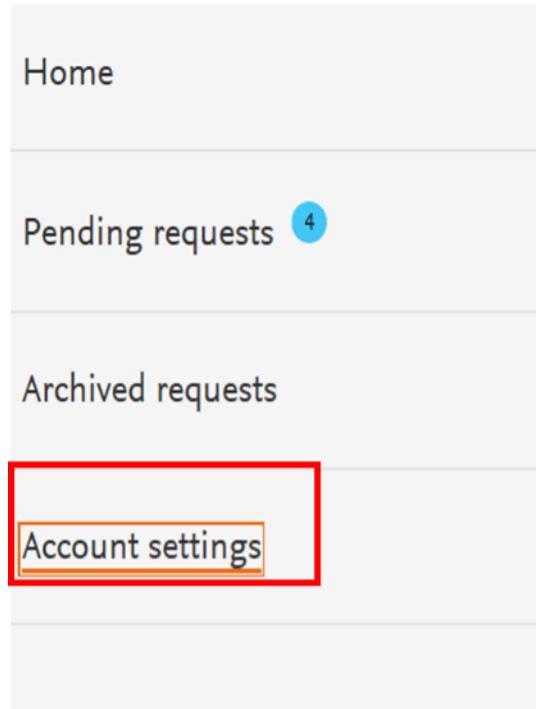 Home
Pending requests 4
Archived requests
Account settings